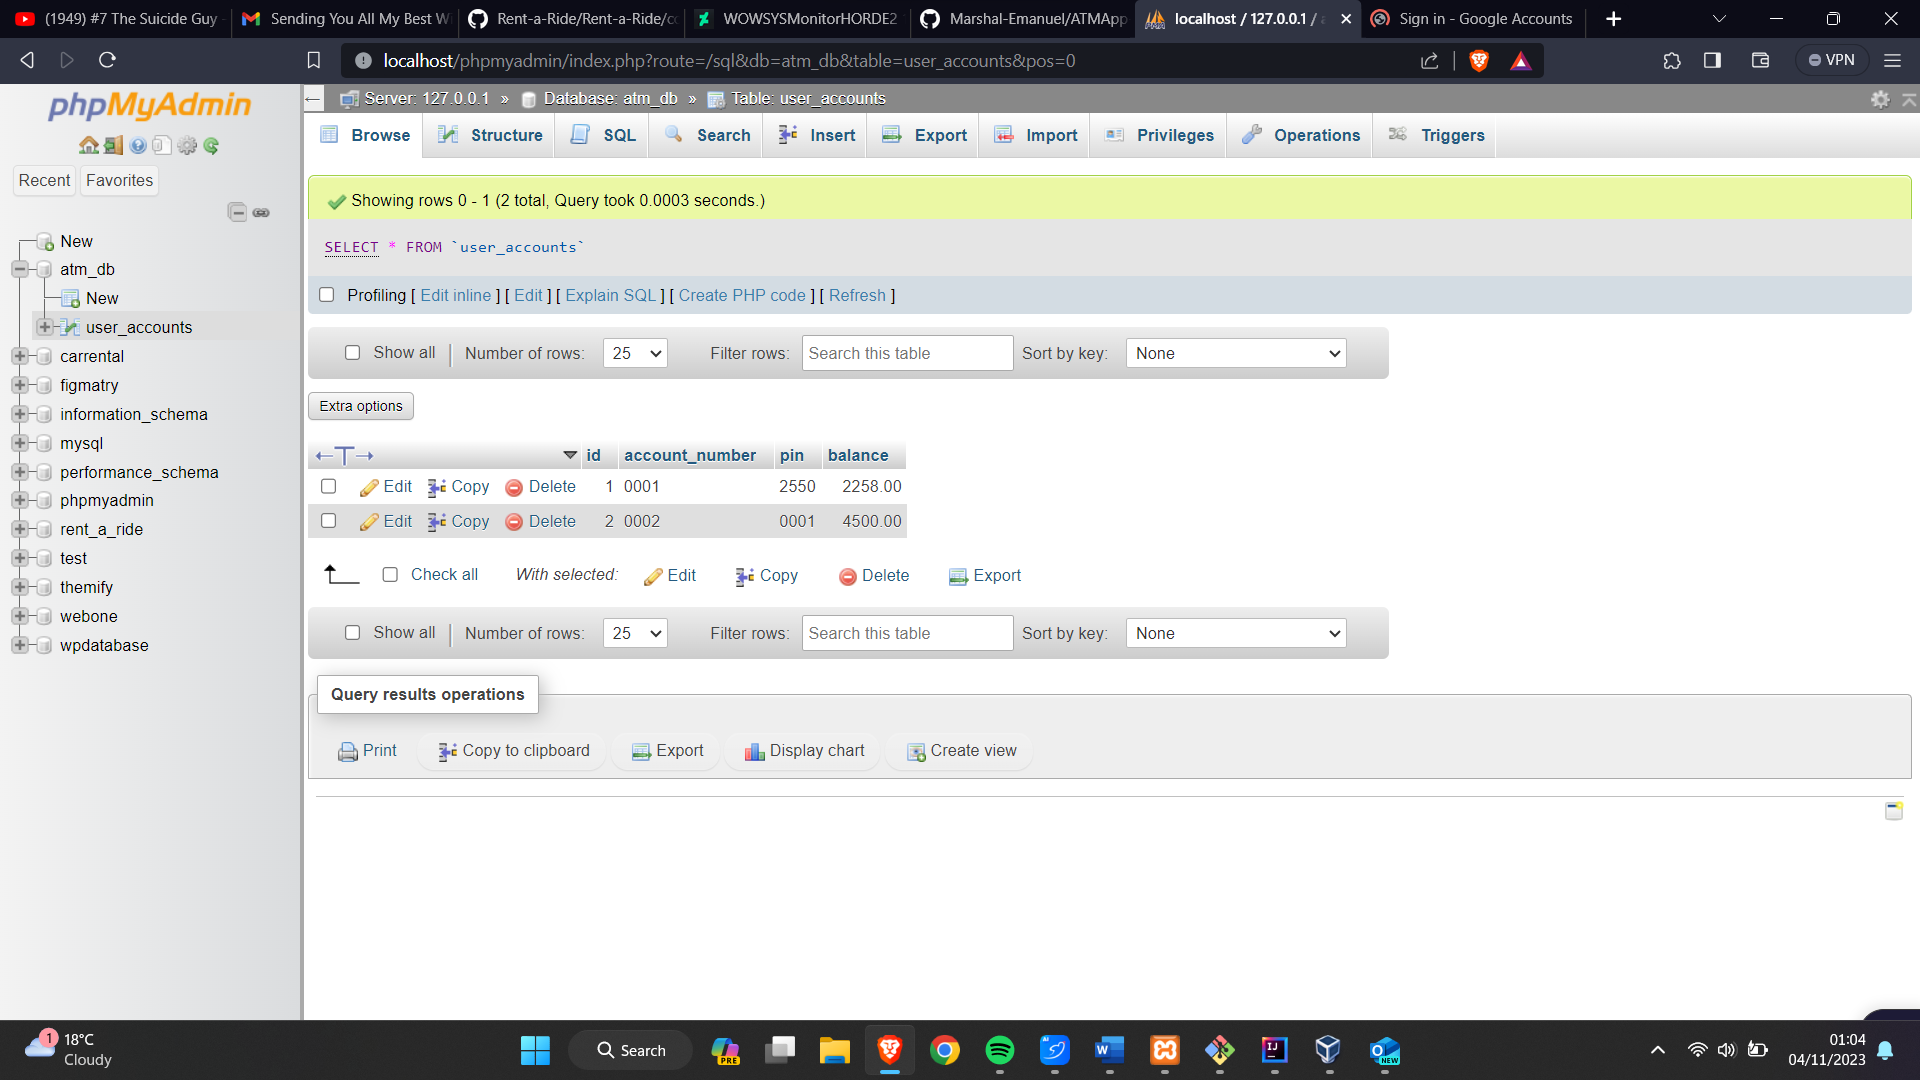 (1949) #7 The Suicide Guy
Sending You All My Best W
Rent-a-Ride/Rent-a-Ride/co
WOWSYSMonitorHORDE2
Marshal-Emanuel/ATMApp
localhost / 127.0.0.1 / a
Sign in - Google Accounts
localhost/phpmyadmin/index.php?route=/sql&db=atm_db&table=user_accounts&pos=0
VPN
phpMyAdmin
Recent
Favorites
New
atm_db
New
user_accounts
carrental
figmatry
information_schema
mysql
performance_schema
phpmyadmin
rent_a_ride
test
themify
webone
wpdatabase
Server: 127.0.0.1 » Database: atm_db » Table: user_accounts
Browse Structure SQL Search Insert Export Import Privileges Operations Triggers
Showing rows 0 - 1 (2 total, Query took 0.0003 seconds.)
SELECT * FROM `user_accounts`
Profiling [ Edit inline ] [ Edit ] [ Explain SQL ] [ Create PHP code ] [ Refresh ]
Show all Number of rows: 25 Filter rows: Search this table Sort by key: None
Extra options
id account_number pin balance
Edit Copy Delete 1 0001 2550 2258.00
Edit Copy Delete 2 0002 0001 4500.00
Check all With selected: Edit Copy Delete Export
Show all Number of rows: 25 Filter rows: Search this table Sort by key: None
Query results operations
Print Copy to clipboard Export Display chart Create view
1
18°C
Cloudy
Search
PRE
01:04
04/11/2023